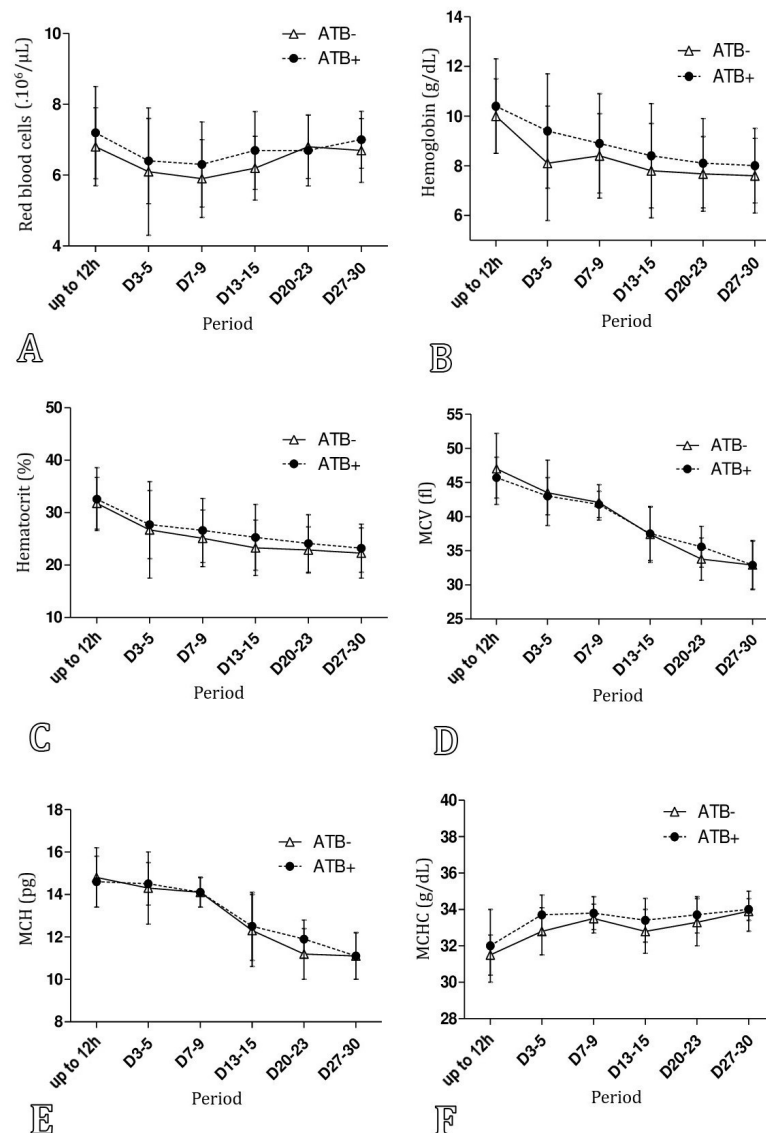 ATB-
ATB+
Red blood cells (.10⁶/µL)
10
8
6
4
up to 12h
D3-5
D7-9
D13-15
D20-23
D27-30
Period
A
ATB-
ATB+
Hemoglobin (g/dL)
14
12
10
8
6
up to 12h
D3-5
D7-9
D13-15
D20-23
D27-30
Period
B
ATB-
ATB+
Hematocrit (%)
50
40
30
20
10
up to 12h
D3-5
D7-9
D13-15
D20-23
D27-30
Period
C
ATB-
ATB+
MCV (fl)
55
50
45
40
35
30
25
up to 12h
D3-5
D7-9
D13-15
D20-23
D27-30
Period
D
ATB-
ATB+
MCH (pg)
18
16
14
12
10
8
up to 12h
D3-5
D7-9
D13-15
D20-23
D27-30
Period
E
ATB-
ATB+
MCHC (g/dL)
40
38
36
34
32
30
28
up to 12h
D3-5
D7-9
D13-15
D20-23
D27-30
Period
F